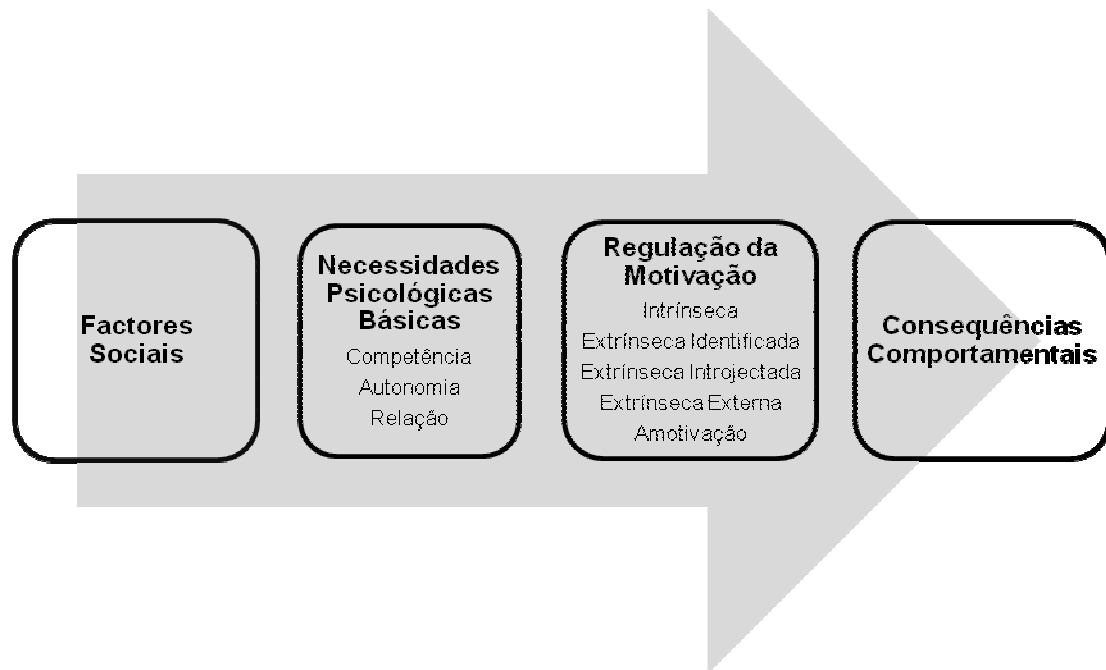 Factores
Sociais
Necessidades
Psicológicas
Básicas
Competência
Autonomia
Relação
Regulação da
Motivação
Intrínseca
Extrínseca Identificada
Extrínseca Introjectada
Extrínseca Externa
Amotivação
Consequências
Comportamentais